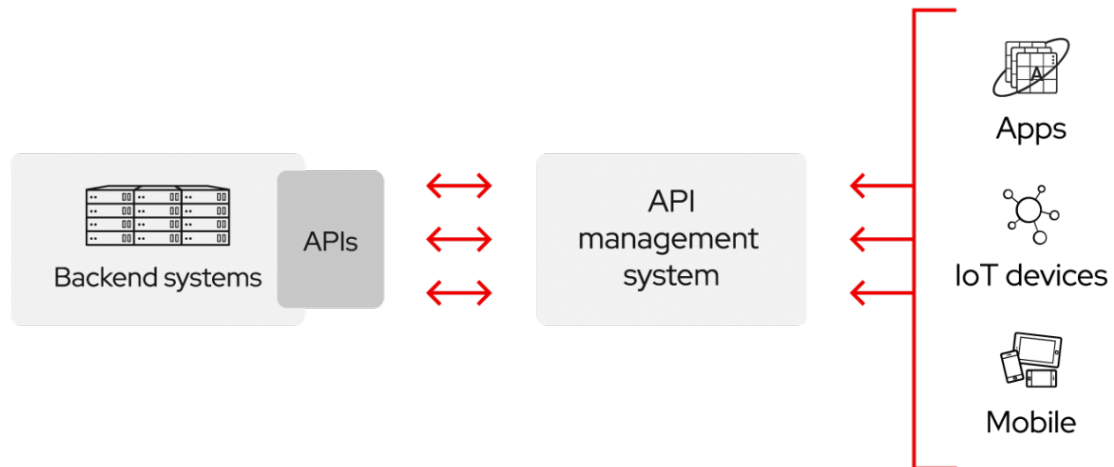 Backend systems
APIs
API
management
system
A
Apps
IoT devices
Mobile